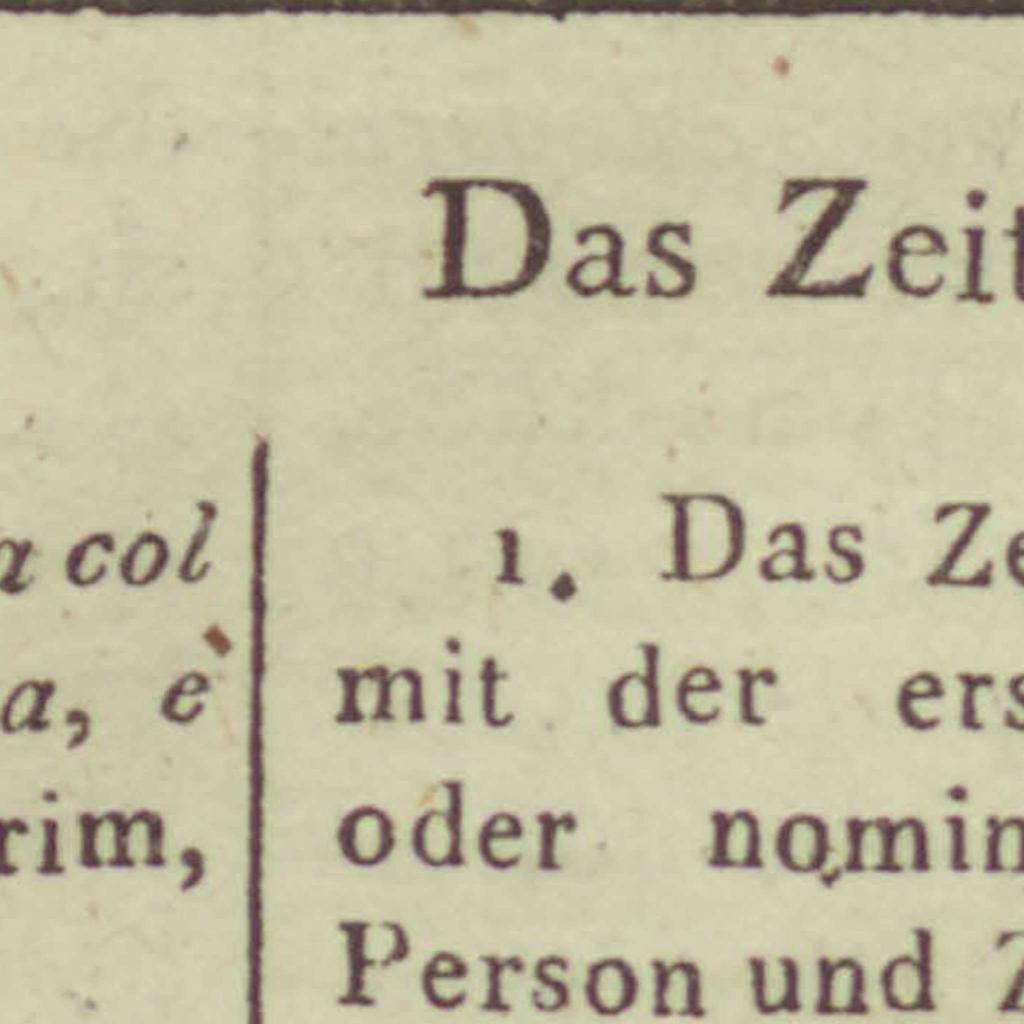 Das Zeit
a col
a, e
rim,
1. Das Ze
mit der ers
oder nomin
Person und Z